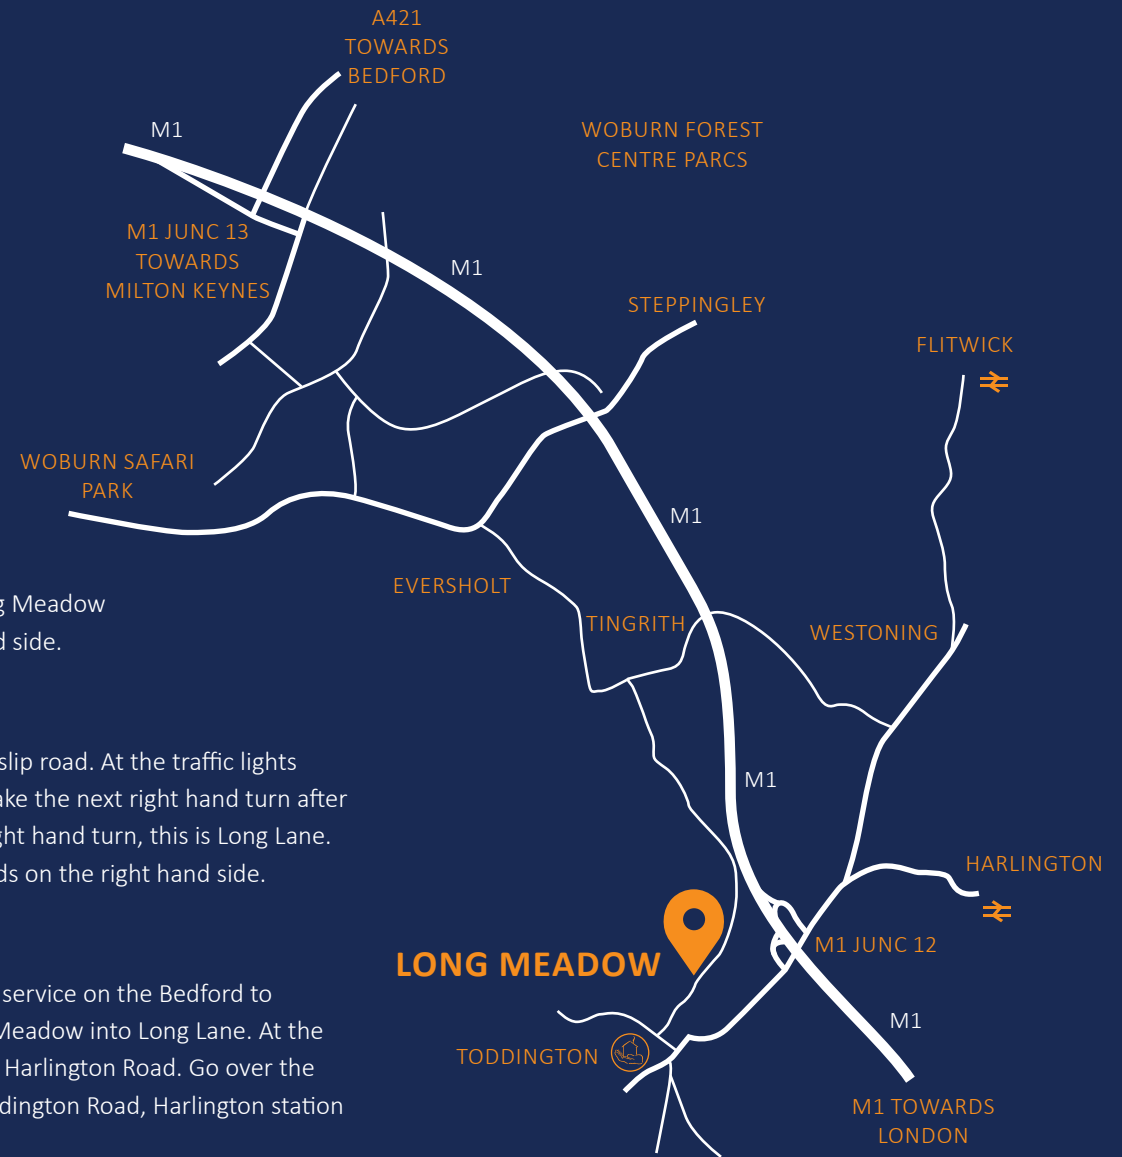 A421
TOWARDS
BEDFORD
M1
WOBURN FOREST
CENTRE PARCS
M1 JUNC 13
TOWARDS
MILTON KEYNES
M1
STEPPINGLEY
FLITWICK
WOBURN SAFARI
PARK
M1
EVERSHOLT
TINGRITH
WESTONING
g Meadow
d side.
slip road. At the traffic lights
ake the next right hand turn after
ght hand turn, this is Long Lane.
ds on the right hand side.
M1
HARLINGTON
M1 JUNC 12
LONG MEADOW
service on the Bedford to
Meadow into Long Lane. At the
Harlington Road. Go over the
ddington Road, Harlington station
M1
TODDINGTON
M1 TOWARDS
LONDON